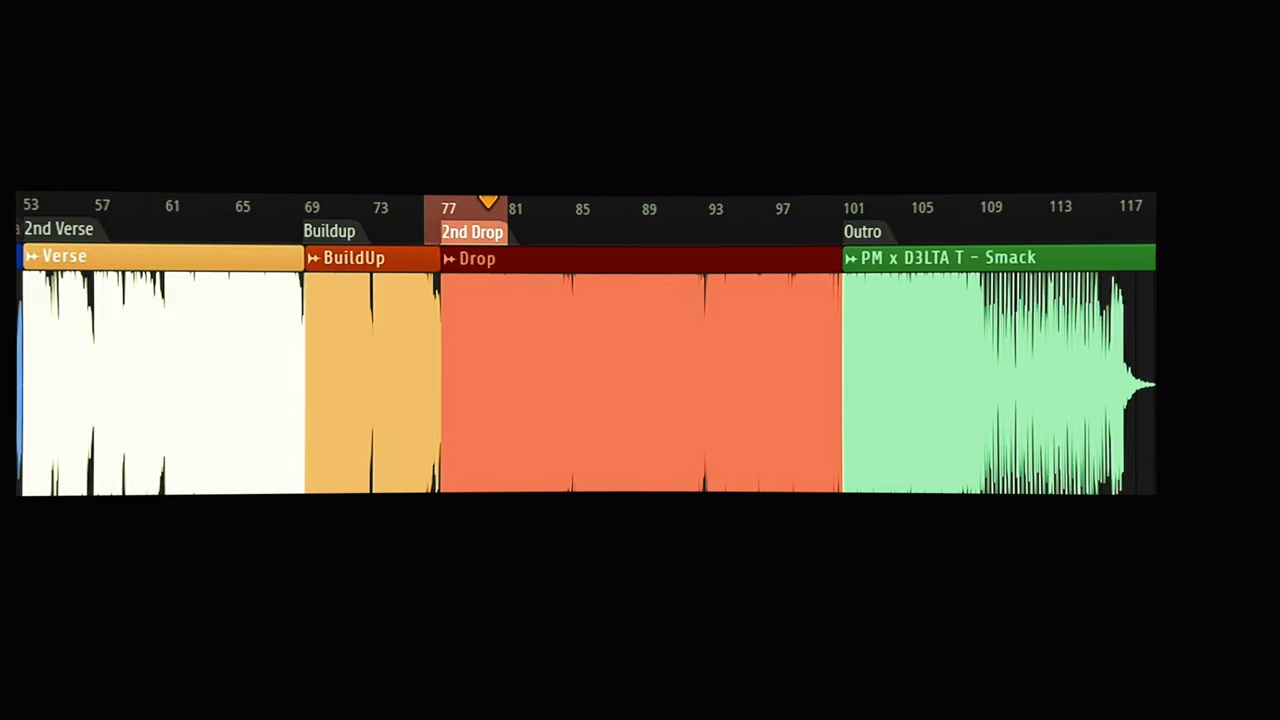 53 57 61 65 69 73 77 81 85 89 93 97 101 105 109 113 117
2nd Verse Buildup 2nd Drop Outro
Verse BuildUp Drop PM x D3LTA T - Smack